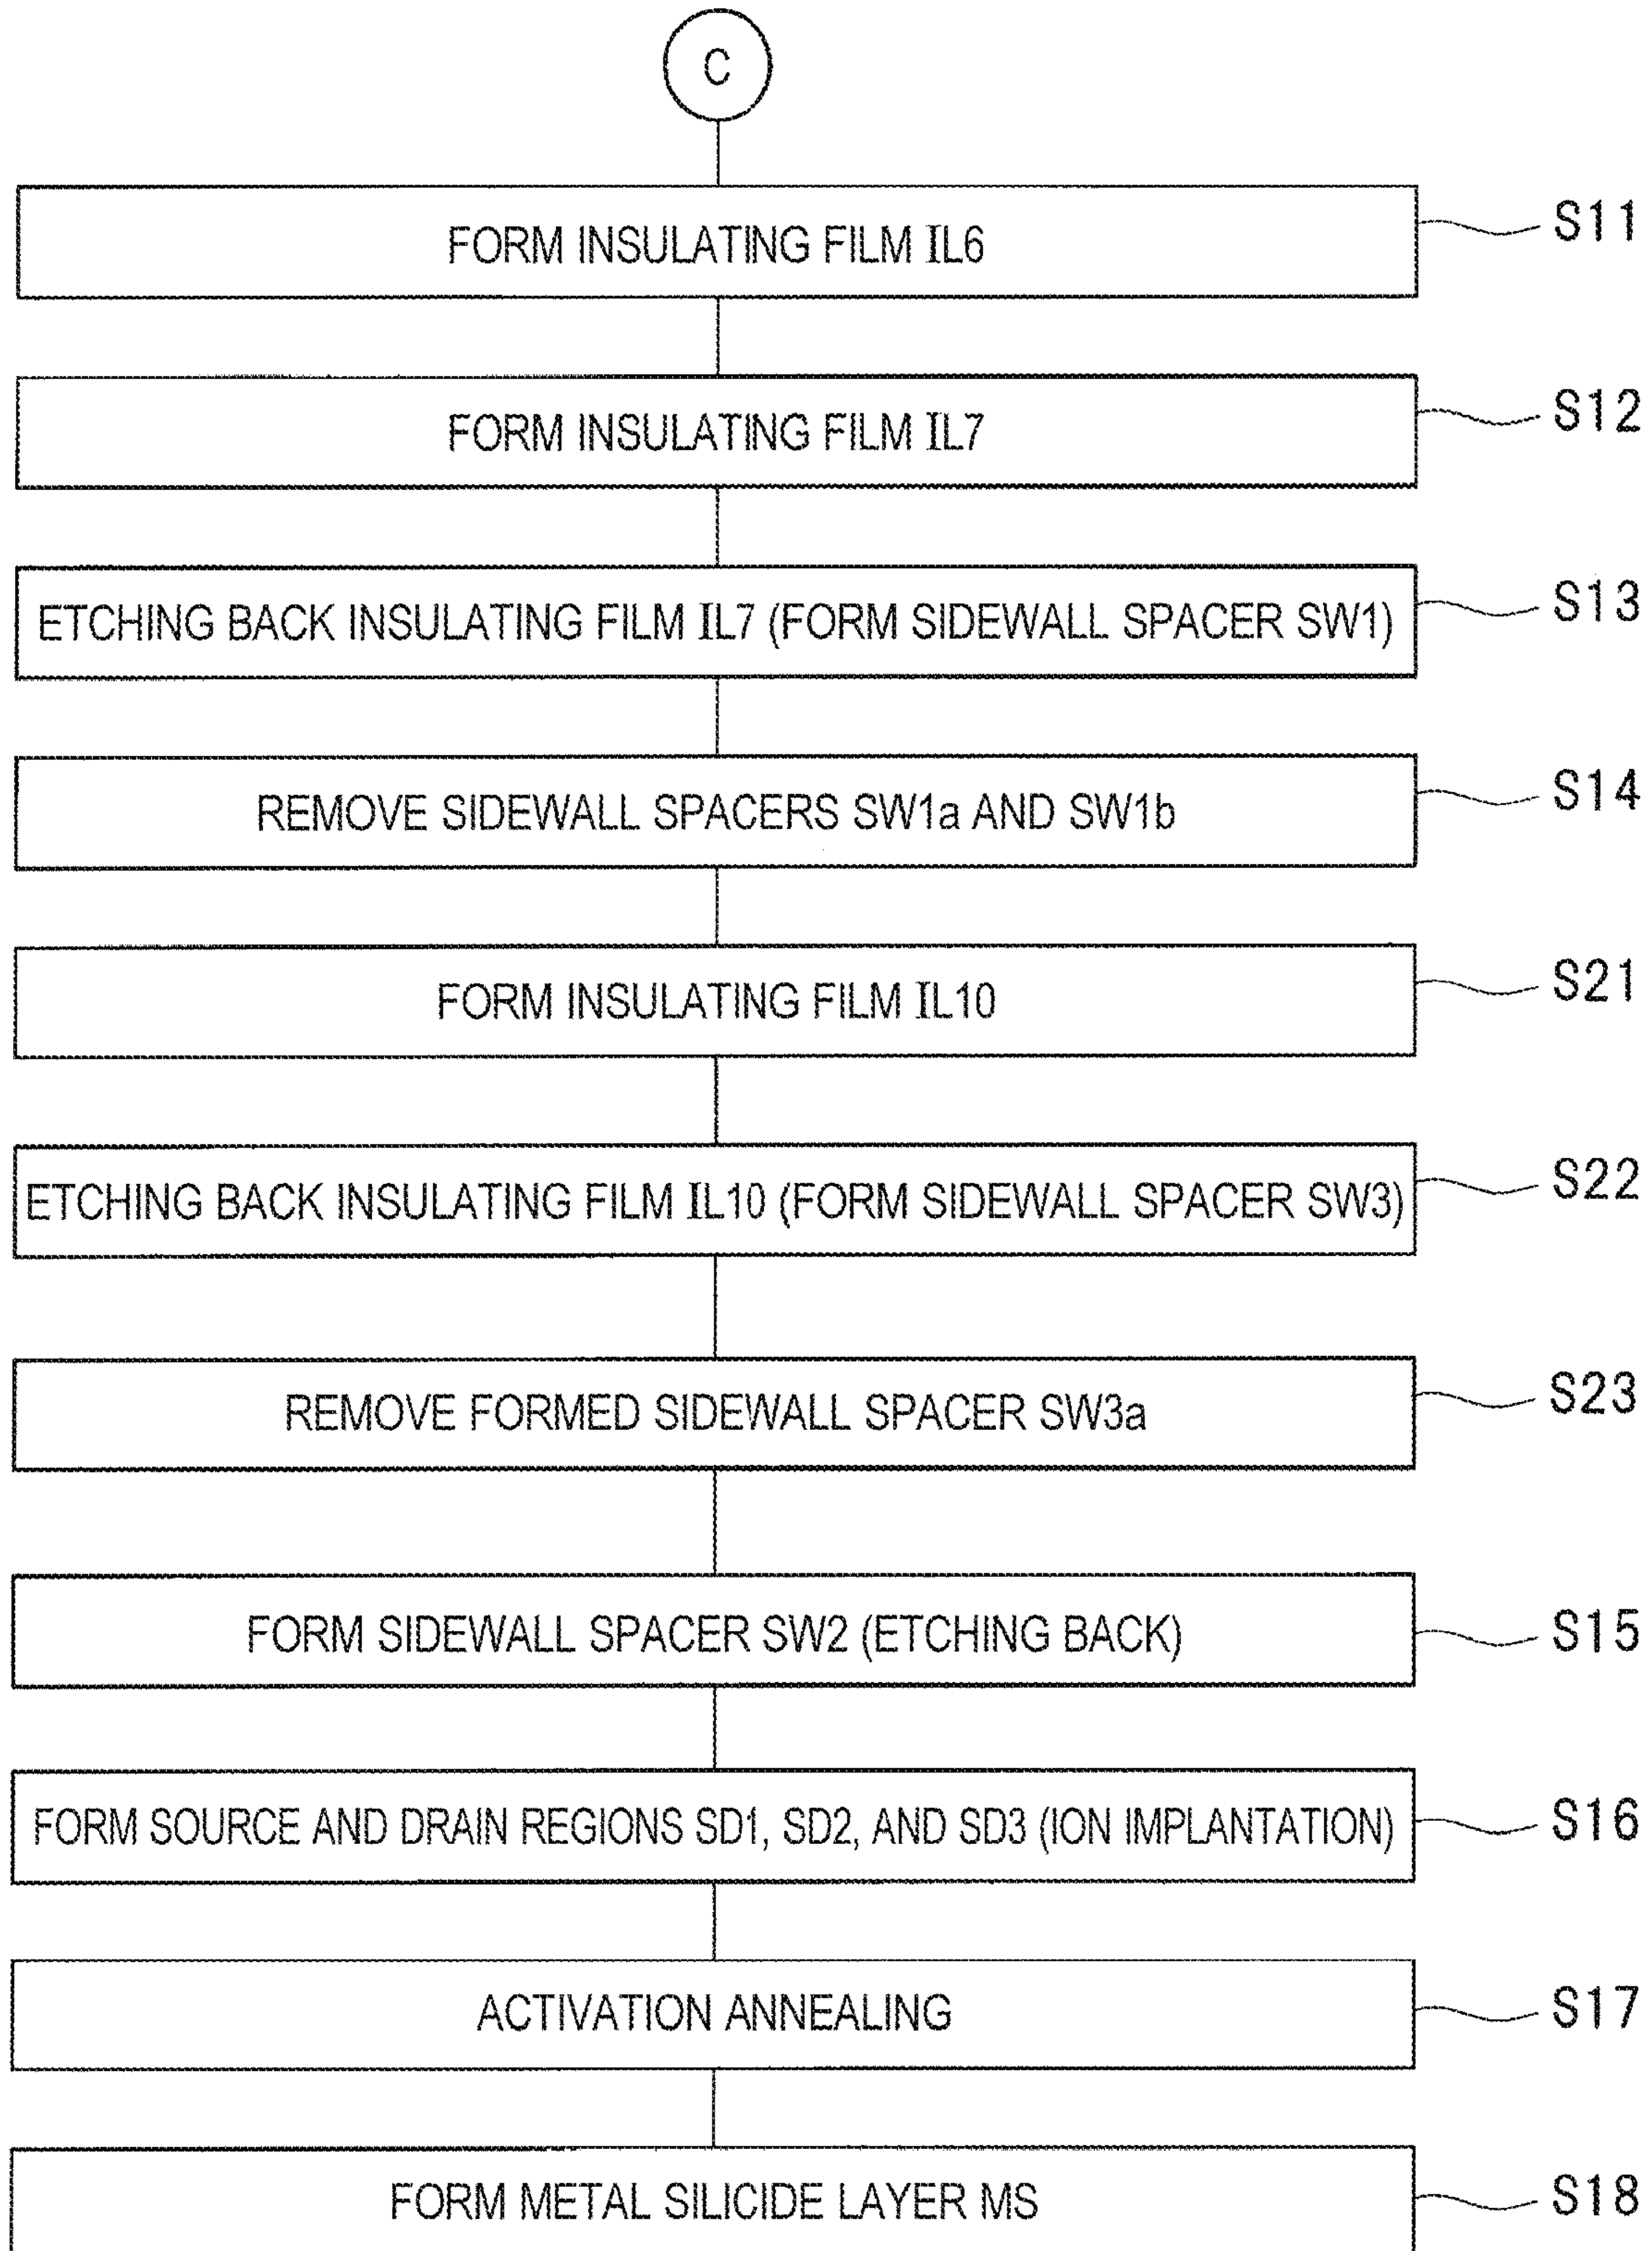 C
FORM INSULATING FILM IL6
S11
FORM INSULATING FILM IL7
S12
ETCHING BACK INSULATING FILM IL7 (FORM SIDEWALL SPACER SW1)
S13
REMOVE SIDEWALL SPACERS SW1a AND SW1b
S14
FORM INSULATING FILM IL10
S21
ETCHING BACK INSULATING FILM IL10 (FORM SIDEWALL SPACER SW3)
S22
REMOVE FORMED SIDEWALL SPACER SW3a
S23
FORM SIDEWALL SPACER SW2 (ETCHING BACK)
S15
FORM SOURCE AND DRAIN REGIONS SD1, SD2, AND SD3 (ION IMPLANTATION)
S16
ACTIVATION ANNEALING
S17
FORM METAL SILICIDE LAYER MS
S18